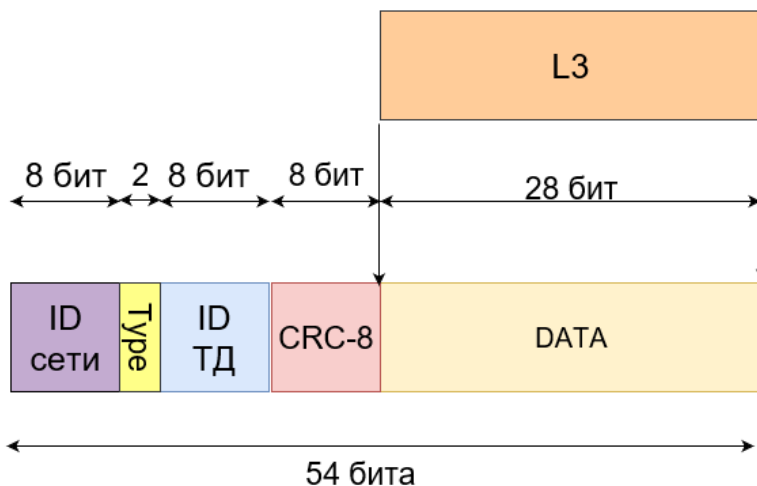 L3
8 бит
2
8 бит
8 бит
28 бит
ID
сети
Type
ID
ТД
CRC-8
DATA
54 бита